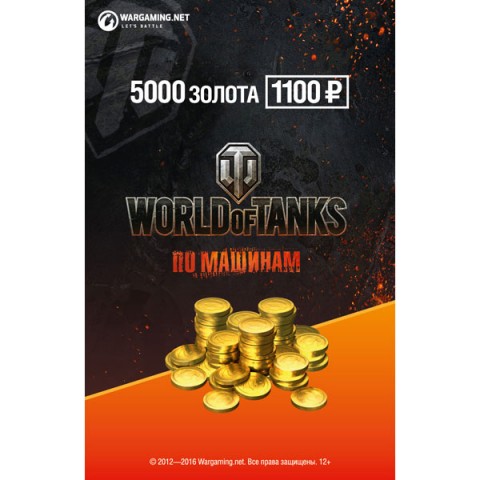 WARGAMING.NET
LET'S BATTLE
5000 ЗОЛОТА 1100 ₽
WORLD OF TANKS
ПО МАШИНАМ
© 2012—2016 Wargaming.net. Все права защищены. 12+